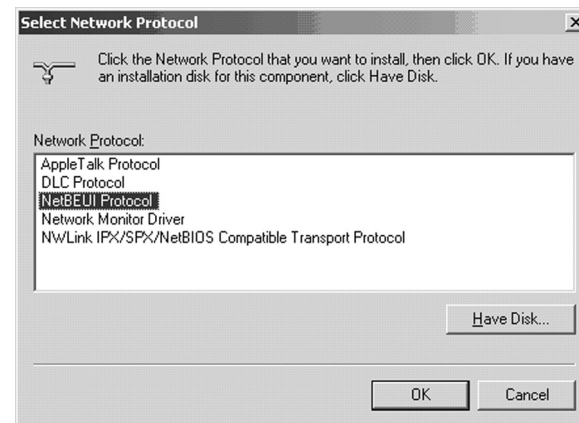 Select Network Protocol
Click the Network Protocol that you want to install, then click OK. If you have
an installation disk for this component, click Have Disk.
Network Protocol:
AppleTalk Protocol
DLC Protocol
NetBEUI Protocol
Network Monitor Driver
NWLink IPX/SPX/NetBIOS Compatible Transport Protocol
Have Disk...
OK
Cancel